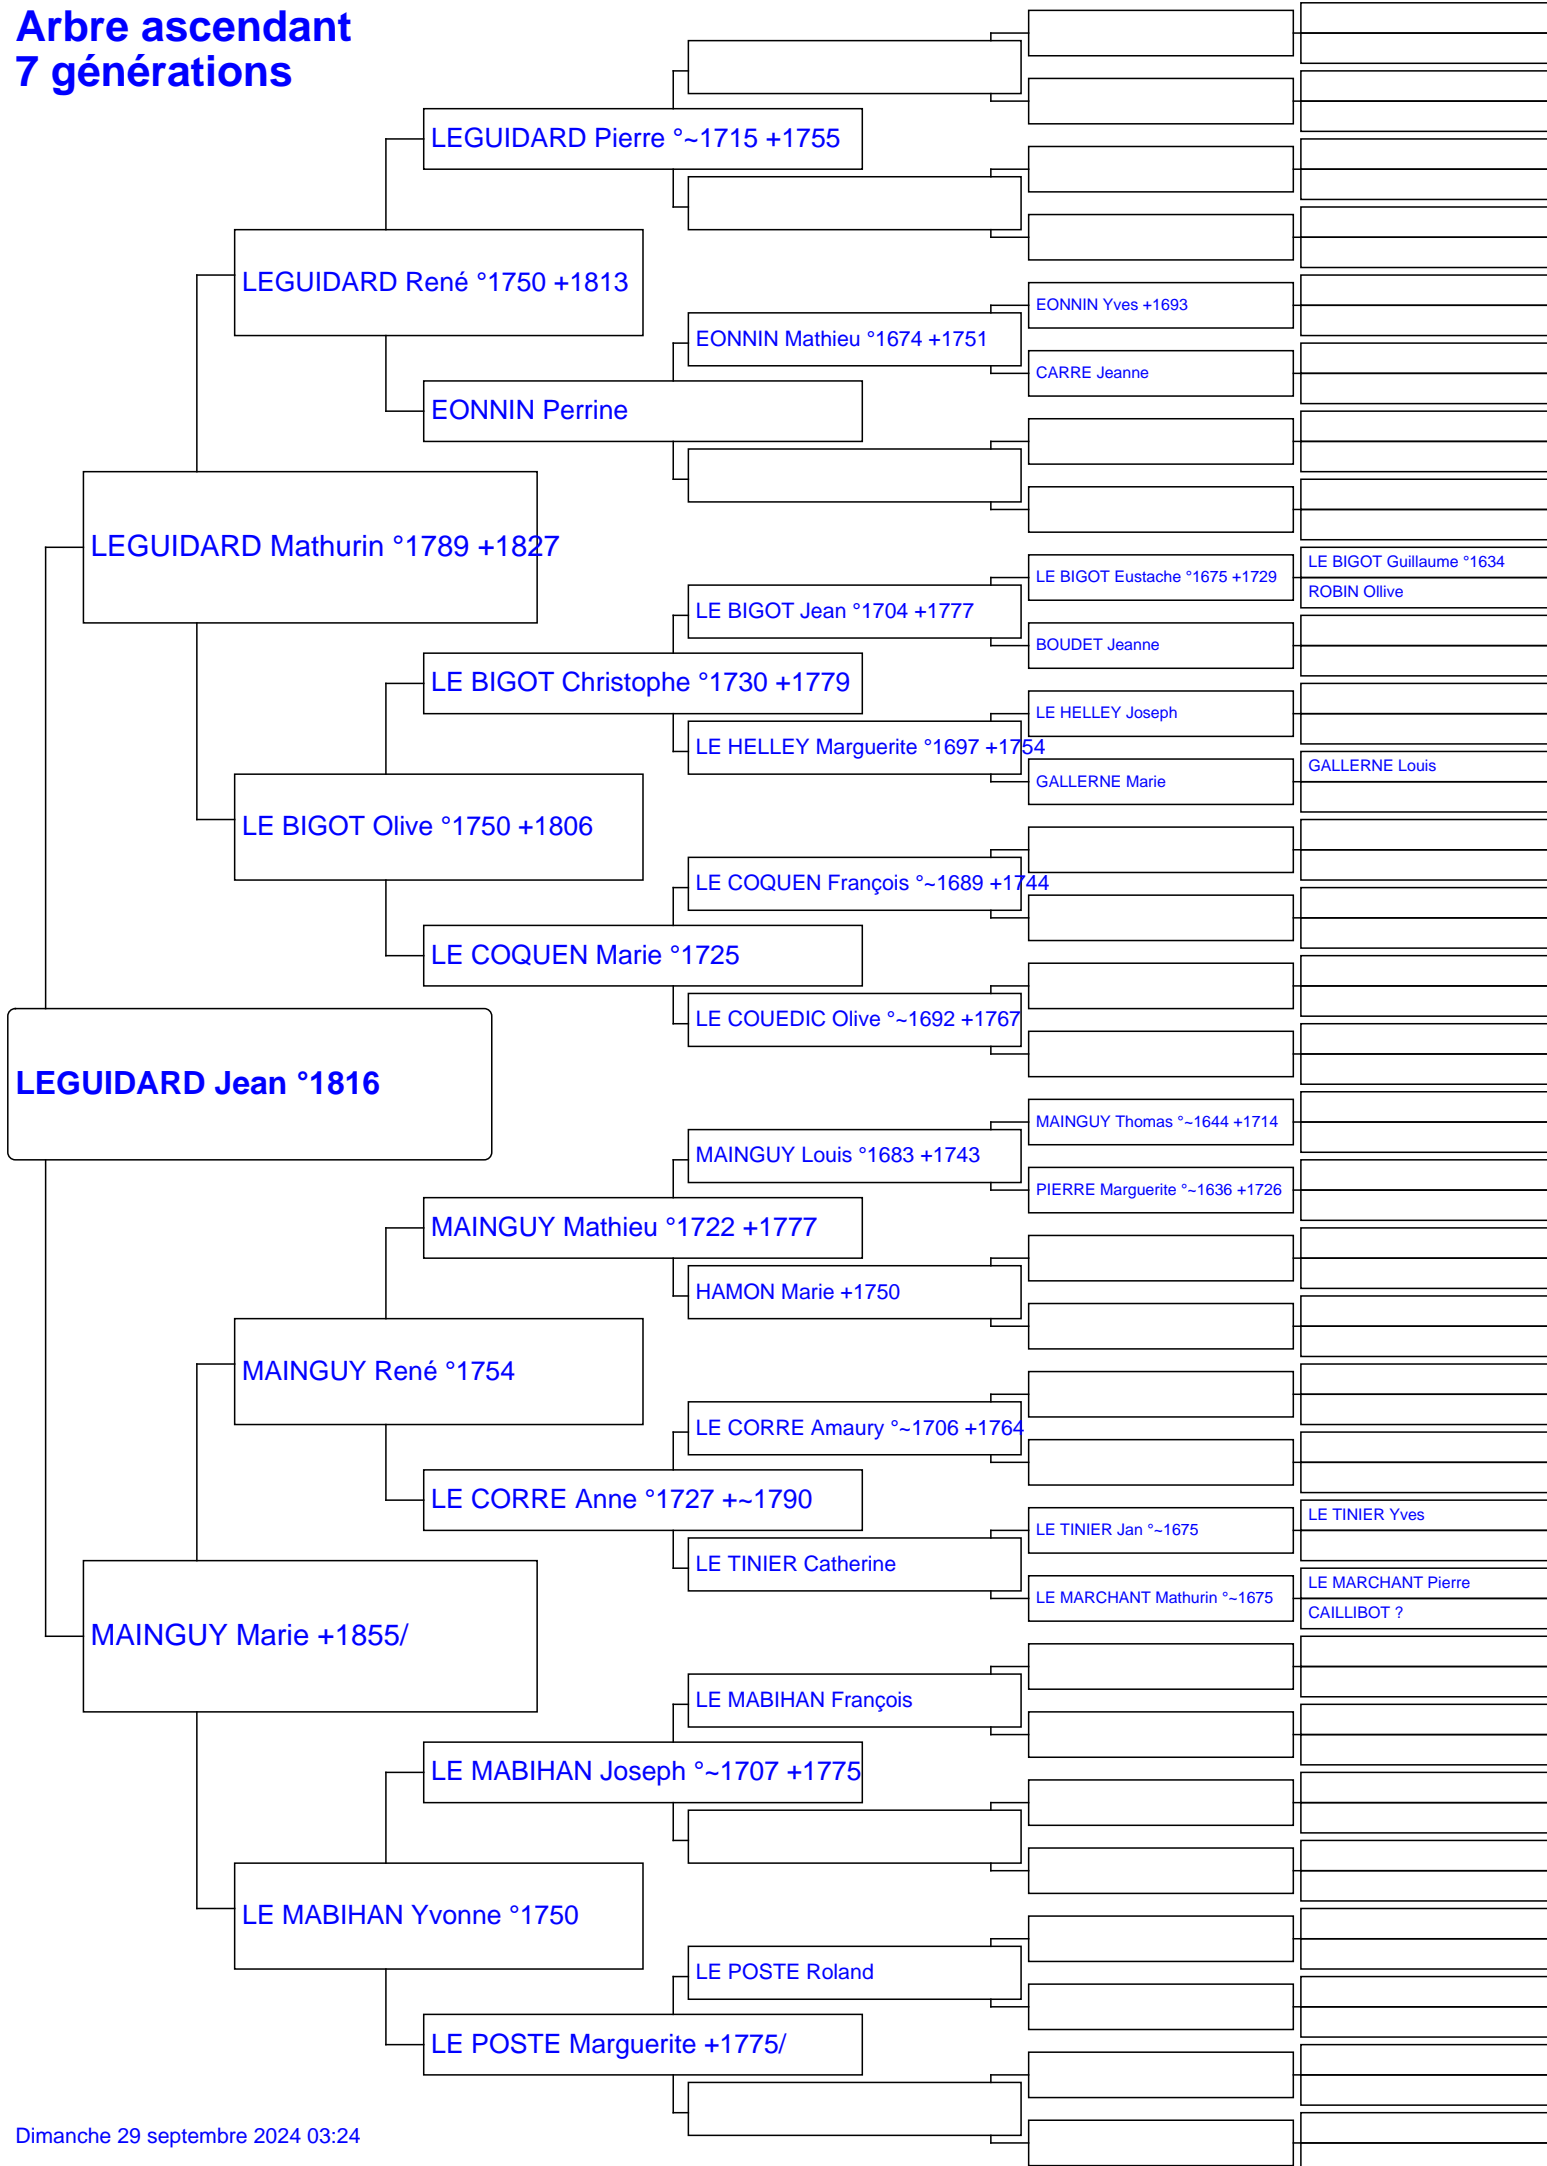 Arbre ascendant
7 générations
LEGUIDARD Pierre °~1715 +1755
LEGUIDARD René °1750 +1813
EONNIN Yves +1693
EONNIN Mathieu °1674 +1751
CARRE Jeanne
EONNIN Perrine
LEGUIDARD Mathurin °1789 +1827
LE BIGOT Guillaume °1634
LE BIGOT Eustache °1675 +1729
ROBIN Ollive
LE BIGOT Jean °1704 +1777
BOUDET Jeanne
LE BIGOT Christophe °1730 +1779
LE HELLEY Joseph
LE HELLEY Marguerite °1697 +1754
GALLERNE Louis
GALLERNE Marie
LE BIGOT Olive °1750 +1806
LE COQUEN François °~1689 +1744
LE COQUEN Marie °1725
LE COUEDIC Olive °~1692 +1767
LEGUIDARD Jean °1816
MAINGUY Thomas °~1644 +1714
MAINGUY Louis °1683 +1743
PIERRE Marguerite °~1636 +1726
MAINGUY Mathieu °1722 +1777
HAMON Marie +1750
MAINGUY René °1754
LE CORRE Amaury °~1706 +1764
LE CORRE Anne °1727 +~1790
LE TINIER Yves
LE TINIER Jan °~1675
LE TINIER Catherine
LE MARCHANT Pierre
LE MARCHANT Mathurin °~1675
CAILLIBOT ?
MAINGUY Marie +1855/
LE MABIHAN François
LE MABIHAN Joseph °~1707 +1775
LE MABIHAN Yvonne °1750
LE POSTE Roland
LE POSTE Marguerite +1775/
Dimanche 29 septembre 2024 03:24